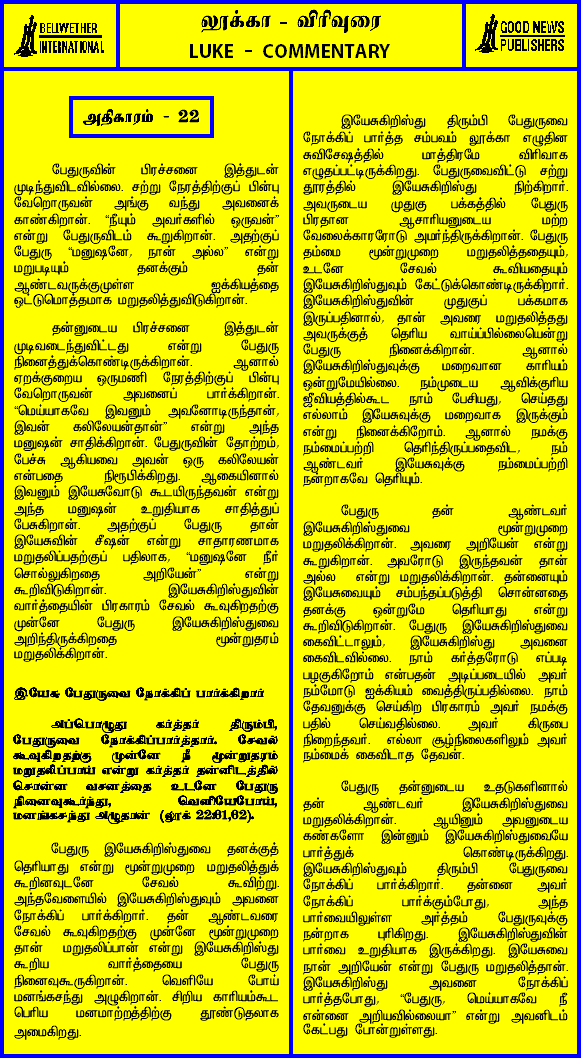 BELWETHER
INTERNATIONAL
லூக்கா - விரிவுரை
LUKE - COMMENTARY
GOOD NEWS
PUBLISHERS
அதிகாரம் - 22
பேதுருவின் பிரச்சனை இத்துடன்
முடிந்துவிடவில்லை. சற்று நேரத்திற்குப் பின்பு
வேறொருவன் அங்கு வந்து அவனைக்
காண்கிறான். “நீயும் அவர்களில் ஒருவன்”
என்று பேதுருவிடம் கூறுகிறான். அதற்குப்
பேதுரு “மனுஷனே, நான் அல்ல” என்று
மறுபடியும் தனக்கும் தன்
ஆண்டவருக்குமுள்ள ஐக்கியத்தை
ஒட்டுமொத்தமாக மறுதலித்துவிடுகிறான்.
தன்னுடைய பிரச்சனை இத்துடன்
முடிவடைந்துவிட்டது என்று பேதுரு
நினைத்துக்கொண்டிருக்கிறான். ஆனால்
ஏறக்குறைய ஒருமணி நேரத்திற்குப் பின்பு
வேறொருவன் அவனைப் பார்க்கிறான்.
“மெய்யாகவே இவனும் அவனோடிருந்தான்,
இவன் கலிலேயன்தான்” என்று அந்த
மனுஷன் சாதிக்கிறான். பேதுருவின் தோற்றம்,
பேச்சு ஆகியவை அவன் ஒரு கலிலேயன்
என்பதை நிரூபிக்கிறது. ஆகையினால்
இவனும் இயேசுவோடு கூடயிருந்தவன் என்று
அந்த மனுஷன் உறுதியாக சாதித்துப்
பேசுகிறான். அதற்குப் பேதுரு தான்
இயேசுவின் சீஷன் என்று சாதாரணமாக
மறுதலிப்பதற்குப் பதிலாக, “மனுஷனே நீர்
சொல்லுகிறதை அறியேன்” என்று
கூறிவிடுகிறான். இயேசுகிறிஸ்துவின்
வார்த்தையின் பிரகாரம் சேவல் கூவுகிறதற்கு
முன்னே பேதுரு இயேசுகிறிஸ்துவை
அறிந்திருக்கிறதை மூன்றுதரம்
மறுதலிக்கிறான்.
இயேசு பேதுருவை நோக்கிப் பார்க்கிறார்
அப்பொழுது கர்த்தர் திரும்பி,
பேதுருவை நோக்கிப்பார்த்தார். சேவல்
கூவுகிறதற்கு முன்னே நீ மூன்றுதரம்
மறுதலிப்பாய் என்று கர்த்தர் தன்னிடத்தில்
சொன்ன வசனத்தை உடனே பேதுரு
நினைவுகூர்ந்து, வெளியேபோய்,
மனங்கசந்து அழுதான் (லூக் 22:61,62).
பேதுரு இயேசுகிறிஸ்துவை தனக்குத்
தெரியாது என்று மூன்றுமுறை மறுதலித்துக்
கூறினவுடனே சேவல் கூவிற்று.
அந்தவேளையில் இயேசுகிறிஸ்துவும் அவனை
நோக்கிப் பார்க்கிறார். தன் ஆண்டவரை
சேவல் கூவுகிறதற்கு முன்னே மூன்றுமுறை
தான் மறுதலிப்பான் என்று இயேசுகிறிஸ்து
கூறிய வார்த்தையை பேதுரு
நினைவுகூருகிறான். வெளியே போய்
மனங்கசந்து அழுகிறான். சிறிய காரியம்கூட
பெரிய மனமாற்றத்திற்கு தூண்டுதலாக
அமைகிறது.
இயேசுகிறிஸ்து திரும்பி பேதுருவை
நோக்கிப் பார்த்த சம்பவம் லூக்கா எழுதின
சுவிசேஷத்தில் மாத்திரமே விரிவாக
எழுதப்பட்டிருக்கிறது. பேதுருவைவிட்டு சற்று
தூரத்தில் இயேசுகிறிஸ்து நிற்கிறார்.
அவருடைய முதுகு பக்கத்தில் பேதுரு
பிரதான ஆசாரியனுடைய மற்ற
வேலைக்காரரோடு அமர்ந்திருக்கிறான். பேதுரு
தம்மை மூன்றுமுறை மறுதலித்ததையும்,
உடனே சேவல் கூவியதையும்
இயேசுகிறிஸ்துவும் கேட்டுக்கொண்டிருக்கிறார்.
இயேசுகிறிஸ்துவின் முதுகுப் பக்கமாக
இருப்பதினால், தான் அவரை மறுதலித்தது
அவருக்குத் தெரிய வாய்ப்பில்லையென்று
பேதுரு நினைக்கிறான். ஆனால்
இயேசுகிறிஸ்துவுக்கு மறைவான காரியம்
ஒன்றுமேயில்லை. நம்முடைய ஆவிக்குரிய
ஜீவியத்தில்கூட நாம் பேசியது, செய்தது
எல்லாம் இயேசுவுக்கு மறைவாக இருக்கும்
என்று நினைக்கிறோம். ஆனால் நமக்கு
நம்மைப்பற்றி தெரிந்திருப்பதைவிட, நம்
ஆண்டவர் இயேசுவுக்கு நம்மைப்பற்றி
நன்றாகவே தெரியும்.
பேதுரு தன் ஆண்டவர்
இயேசுகிறிஸ்துவை மூன்றுமுறை
மறுதலிக்கிறான். அவரை அறியேன் என்று
கூறுகிறான். அவரோடு இருந்தவன் தான்
அல்ல என்று மறுதலிக்கிறான். தன்னையும்
இயேசுவையும் சம்பந்தப்படுத்தி சொன்னதை
தனக்கு ஒன்றுமே தெரியாது என்று
கூறிவிடுகிறான். பேதுரு இயேசுகிறிஸ்துவை
கைவிட்டாலும், இயேசுகிறிஸ்து அவனை
கைவிடவில்லை. நாம் கர்த்தரோடு எப்படி
பழகுகிறோம் என்பதன் அடிப்படையில் அவர்
நம்மோடு ஐக்கியம் வைத்திருப்பதில்லை. நாம்
தேவனுக்கு செய்கிற பிரகாரம் அவர் நமக்கு
பதில் செய்வதில்லை. அவர் கிருபை
நிறைந்தவர். எல்லா சூழ்நிலைகளிலும் அவர்
நம்மைக் கைவிடாத தேவன்.
பேதுரு தன்னுடைய உதடுகளினால்
தன் ஆண்டவர் இயேசுகிறிஸ்துவை
மறுதலிக்கிறான். ஆயினும் அவனுடைய
கண்களோ இன்னும் இயேசுகிறிஸ்துவையே
பார்த்துக் கொண்டிருக்கிறது.
இயேசுகிறிஸ்துவும் திரும்பி பேதுருவை
நோக்கிப் பார்க்கிறார். தன்னை அவர்
நோக்கிப் பார்க்கும்போது, அந்த
பார்வையிலுள்ள அர்த்தம் பேதுருவுக்கு
நன்றாக புரிகிறது. இயேசுகிறிஸ்துவின்
பார்வை உறுதியாக இருக்கிறது. இயேசுவை
நான் அறியேன் என்று பேதுரு மறுதலித்தான்.
இயேசுகிறிஸ்து அவனை நோக்கிப்
பார்த்தபோது, “பேதுரு, மெய்யாகவே நீ
என்னை அறியவில்லையா” என்று அவனிடம்
கேட்பது போன்றுள்ளது.